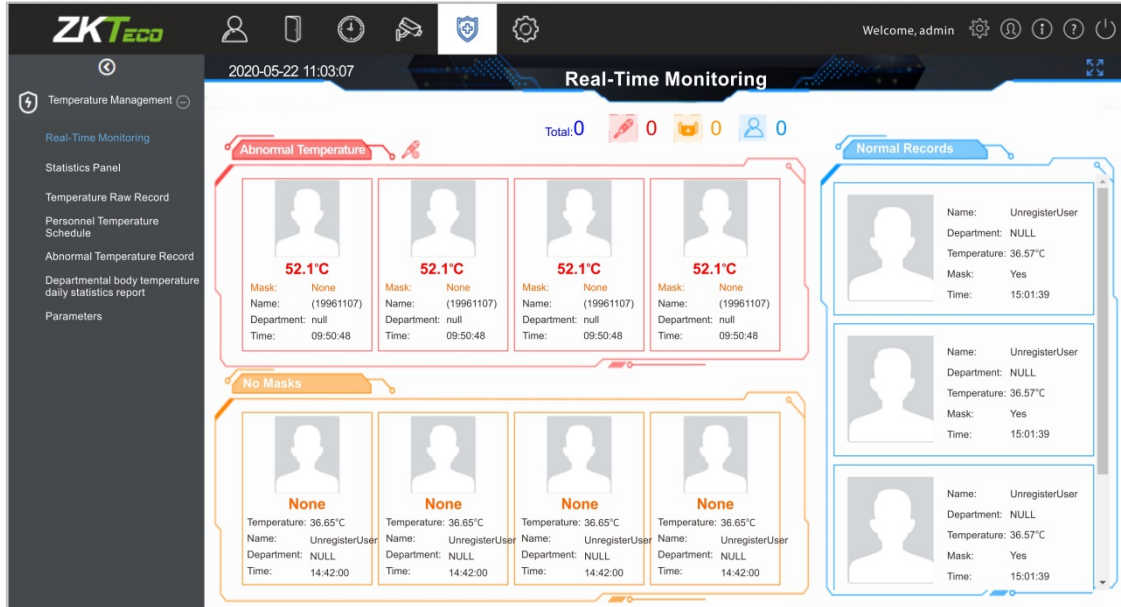 ZKTECO
Welcome, admin
Temperature Management
Real-Time Monitoring
Statistics Panel
Temperature Raw Record
Personnel Temperature
Schedule
Abnormal Temperature Record
Departmental body temperature
daily statistics report
Parameters
2020-05-22 11:03:07
Real-Time Monitoring
Total:0 0 0 0
Abnormal Temperature
52.1°C
Mask: None
Name: (19961107)
Department: null
Time: 09:50:48
52.1°C
Mask: None
Name: (19961107)
Department: null
Time: 09:50:48
52.1°C
Mask: None
Name: (19961107)
Department: null
Time: 09:50:48
52.1°C
Mask: None
Name: (19961107)
Department: null
Time: 09:50:48
No Masks
None
Temperature: 36.65°C
Name: UnregisterUser
Department: NULL
Time: 14:42:00
None
Temperature: 36.65°C
Name: UnregisterUser
Department: NULL
Time: 14:42:00
None
Temperature: 36.65°C
Name: UnregisterUser
Department: NULL
Time: 14:42:00
None
Temperature: 36.65°C
Name: UnregisterUser
Department: NULL
Time: 14:42:00
Normal Records
Name: UnregisterUser
Department: NULL
Temperature: 36.57°C
Mask: Yes
Time: 15:01:39
Name: UnregisterUser
Department: NULL
Temperature: 36.57°C
Mask: Yes
Time: 15:01:39
Name: UnregisterUser
Department: NULL
Temperature: 36.57°C
Mask: Yes
Time: 15:01:39